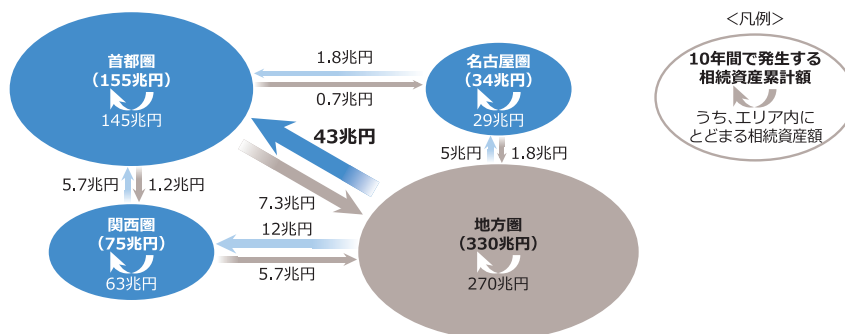 <凡例>
首都圏
(155兆円)
145兆円
1.8兆円
0.7兆円
名古屋圏
(34兆円)
29兆円
10年間で発生する
相続資産累計額
うち、エリア内に
とどまる相続資産額
43兆円
5兆円
1.8兆円
5.7兆円
1.2兆円
7.3兆円
関西圏
(75兆円)
63兆円
12兆円
5.7兆円
地方圏
(330兆円)
270兆円